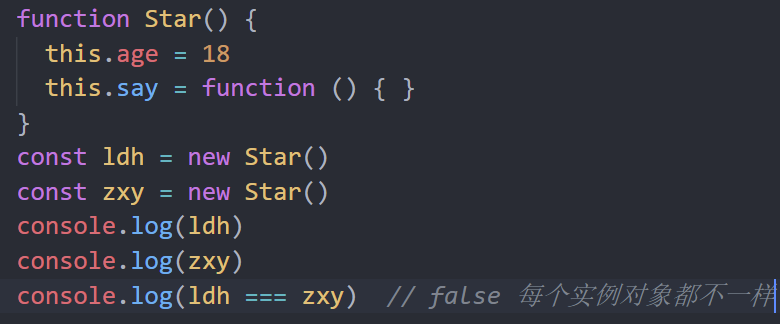 function Star() {
  this.age = 18
  this.say = function () { }
}
const ldh = new Star()
const zxy = new Star()
console.log(ldh)
console.log(zxy)
console.log(ldh === zxy)  // false 每个实例对象都不一样